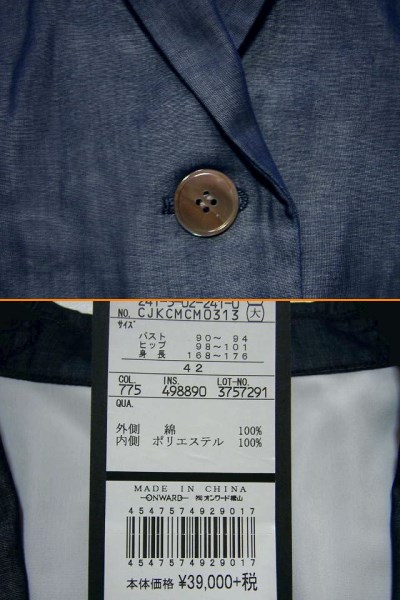 241-5-02-241-0
NO. CJKCMCM0313 大
サイズ
バスト 90～ 94
ヒップ 98～101
身長 168～176
42
COL. INS. LOT-NO.
775 498890 3757291
QUA.
外側 綿 100%
内側 ポリエステル 100%
MADE IN CHINA
ONWARD ㈱オンワード樫山
4547574929017
4547574929017
本体価格 ¥39,000+税